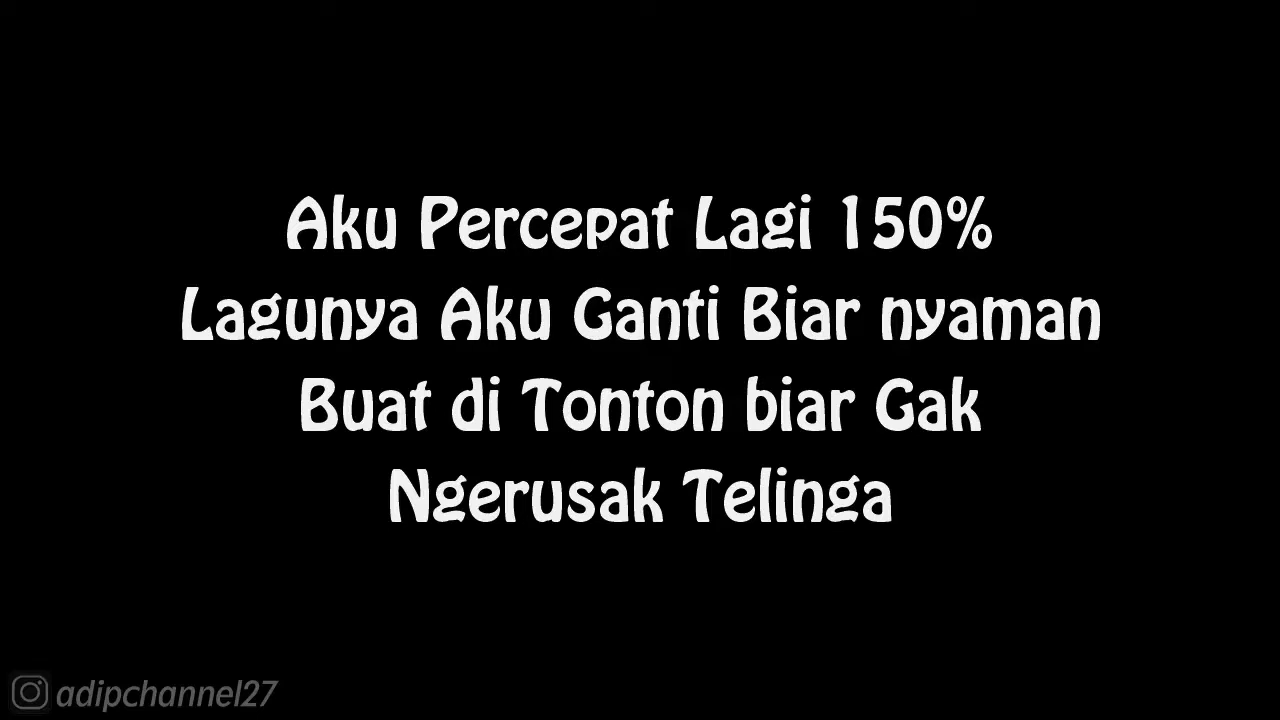 Aku Percepat Lagi 150%
Lagunya Aku Ganti Biar nyaman
Buat di Tonton biar Gak
Ngerusak Telinga
adipchannel27